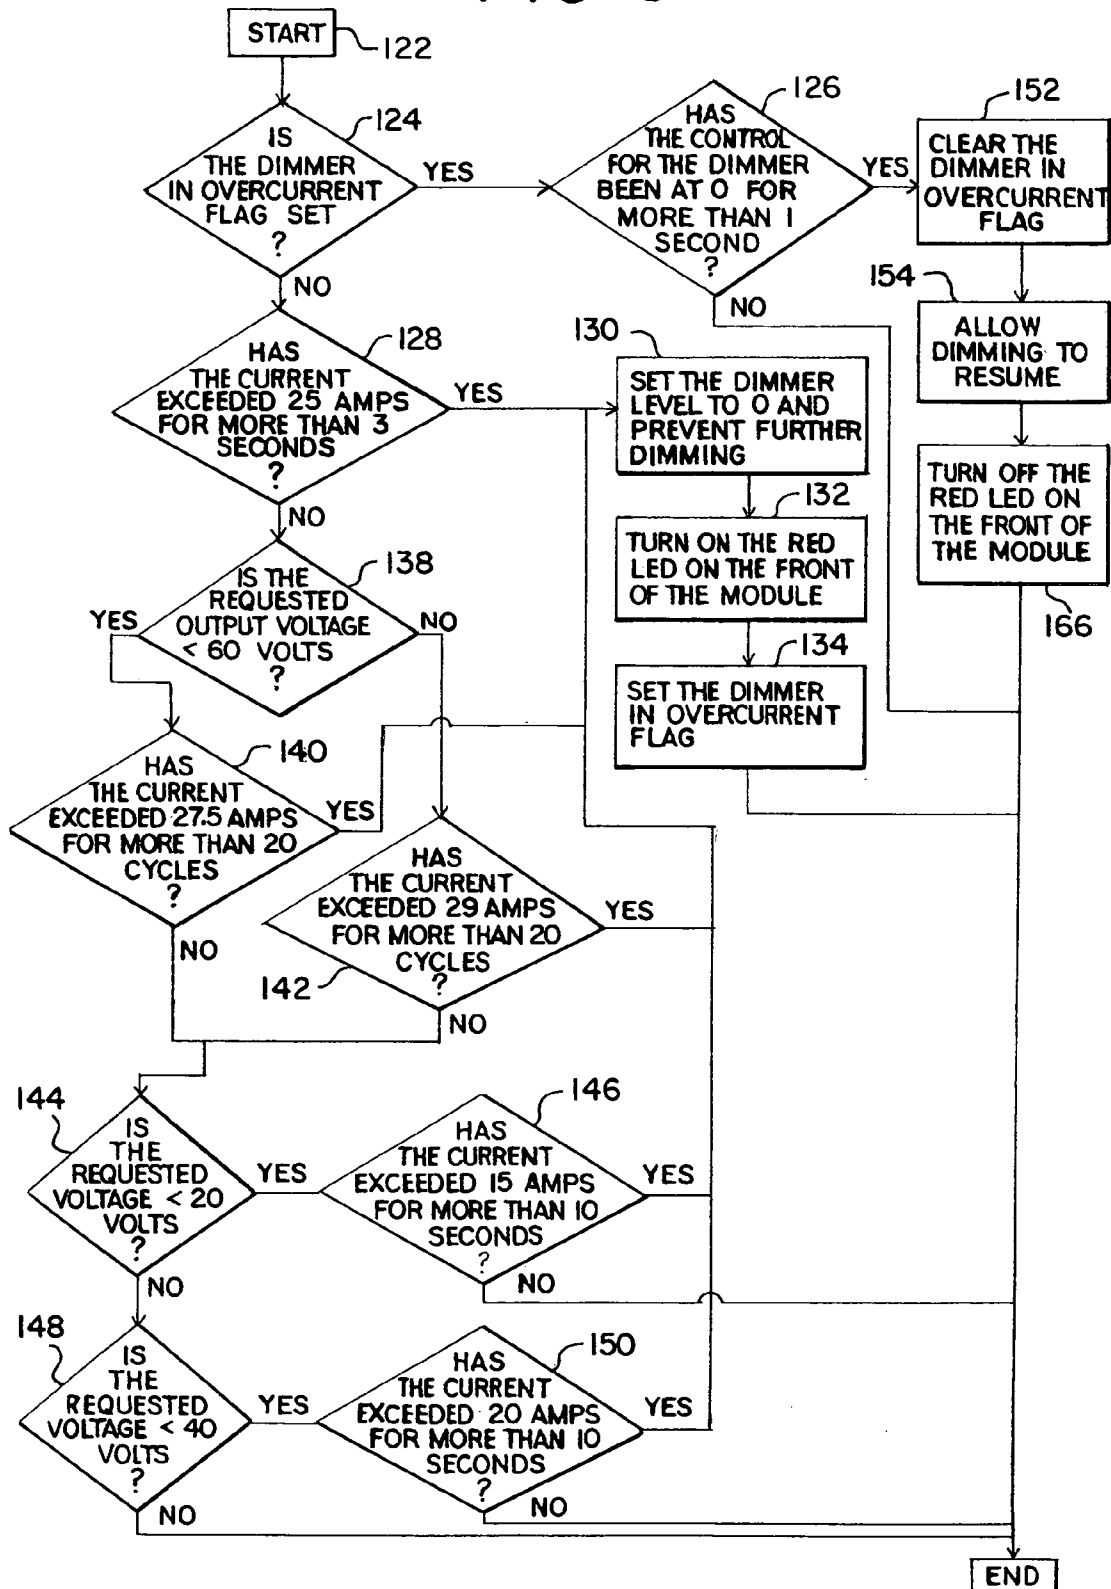 START
122
124
IS
THE DIMMER
IN OVERCURRENT
FLAG SET
?
YES
NO
126
HAS
THE CONTROL
FOR THE DIMMER
BEEN AT 0 FOR
MORE THAN 1
SECOND
?
YES
NO
152
CLEAR THE
DIMMER IN
OVERCURRENT
FLAG
154
ALLOW
DIMMING TO
RESUME
TURN OFF THE
RED LED ON
THE FRONT OF
THE MODULE
166
128
HAS
THE CURRENT
EXCEEDED 25 AMPS
FOR MORE THAN 3
SECONDS
?
YES
NO
130
SET THE DIMMER
LEVEL TO 0 AND
PREVENT FURTHER
DIMMING
132
TURN ON THE RED
LED ON THE FRONT
OF THE MODULE
134
SET THE DIMMER
IN OVERCURRENT
FLAG
138
IS THE
REQUESTED
OUTPUT VOLTAGE
< 60 VOLTS
?
YES
NO
140
HAS
THE CURRENT
EXCEEDED 27.5 AMPS
FOR MORE THAN 20
CYCLES
?
YES
NO
HAS
THE CURRENT
EXCEEDED 29 AMPS
FOR MORE THAN 20
CYCLES
?
142
YES
NO
144
IS
THE
REQUESTED
VOLTAGE < 20
VOLTS
?
YES
NO
146
HAS
THE CURRENT
EXCEEDED 15 AMPS
FOR MORE THAN 10
SECONDS
?
YES
NO
148
IS
THE
REQUESTED
VOLTAGE < 40
VOLTS
?
YES
NO
150
HAS
THE CURRENT
EXCEEDED 20 AMPS
FOR MORE THAN 10
SECONDS
?
YES
NO
END